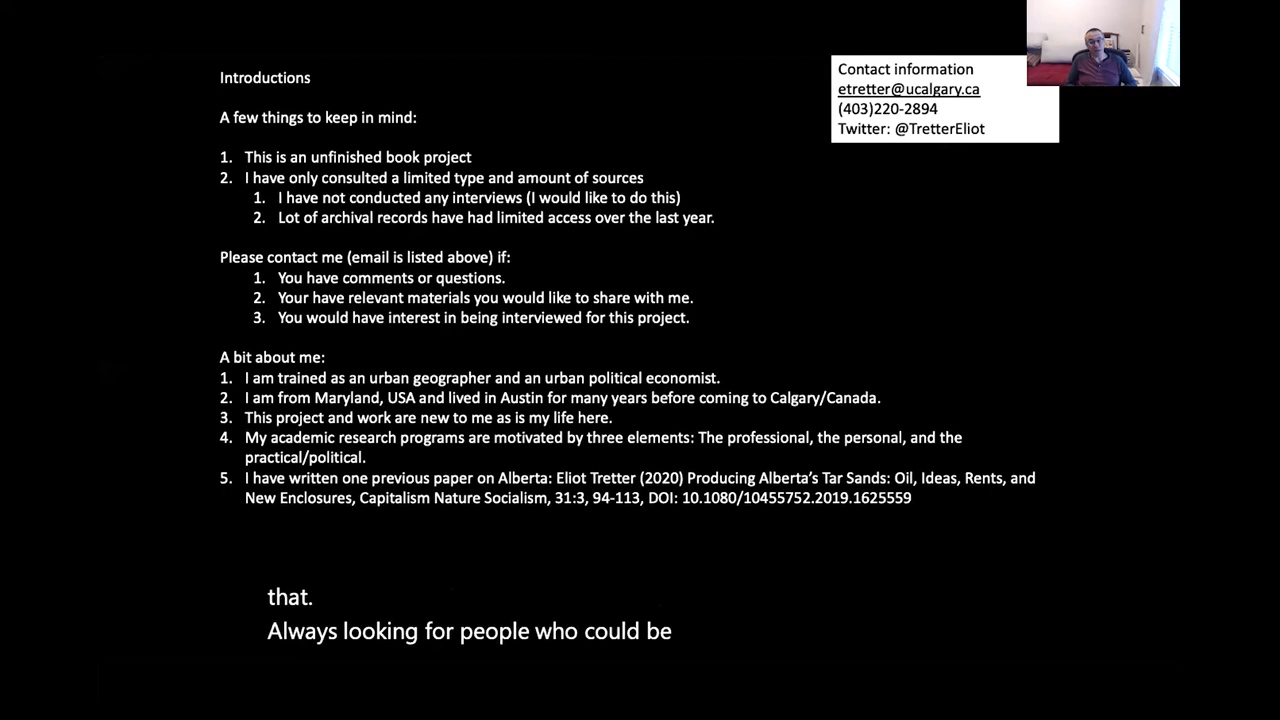 Introductions
A few things to keep in mind:
1. This is an unfinished book project
2. I have only consulted a limited type and amount of sources
1. I have not conducted any interviews (I would like to do this)
2. Lot of archival records have had limited access over the last year.
Please contact me (email is listed above) if:
1. You have comments or questions.
2. Your have relevant materials you would like to share with me.
3. You would have interest in being interviewed for this project.
A bit about me:
1. I am trained as an urban geographer and an urban political economist.
2. I am from Maryland, USA and lived in Austin for many years before coming to Calgary/Canada.
3. This project and work are new to me as is my life here.
4. My academic research programs are motivated by three elements: The professional, the personal, and the
practical/political.
5. I have written one previous paper on Alberta: Eliot Tretter (2020) Producing Alberta’s Tar Sands: Oil, Ideas, Rents, and
New Enclosures, Capitalism Nature Socialism, 31:3, 94-113, DOI: 10.1080/10455752.2019.1625559
Contact information
etretter@ucalgary.ca
(403)220-2894
Twitter: @TretterEliot
that.
Always looking for people who could be